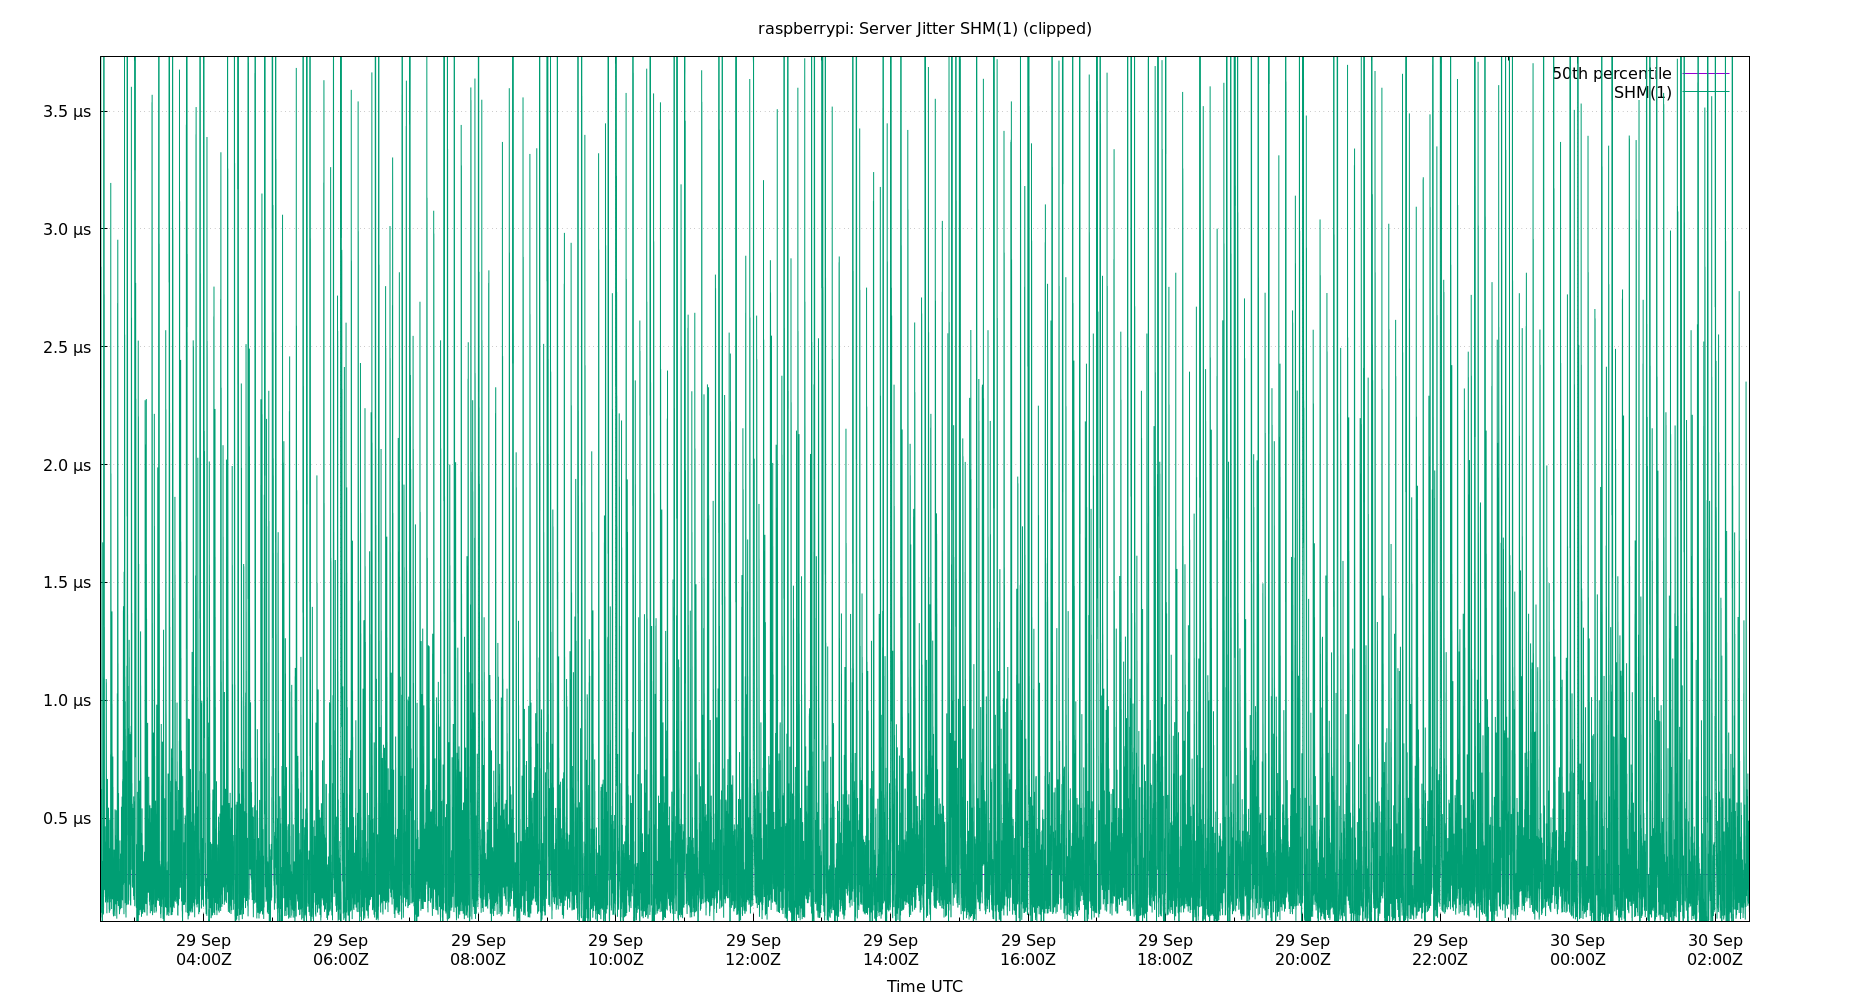 raspberrypi: Server Jitter SHM(1) (clipped)
50th percentile
SHM(1)
3.5 µs
3.0 µs
2.5 µs
2.0 µs
1.5 µs
1.0 µs
0.5 µs
29 Sep 29 Sep 29 Sep 29 Sep 29 Sep 29 Sep 29 Sep 29 Sep 29 Sep 29 Sep 30 Sep 30 Sep
04:00Z 06:00Z 08:00Z 10:00Z 12:00Z 14:00Z 16:00Z 18:00Z 20:00Z 22:00Z 00:00Z 02:00Z
Time UTC